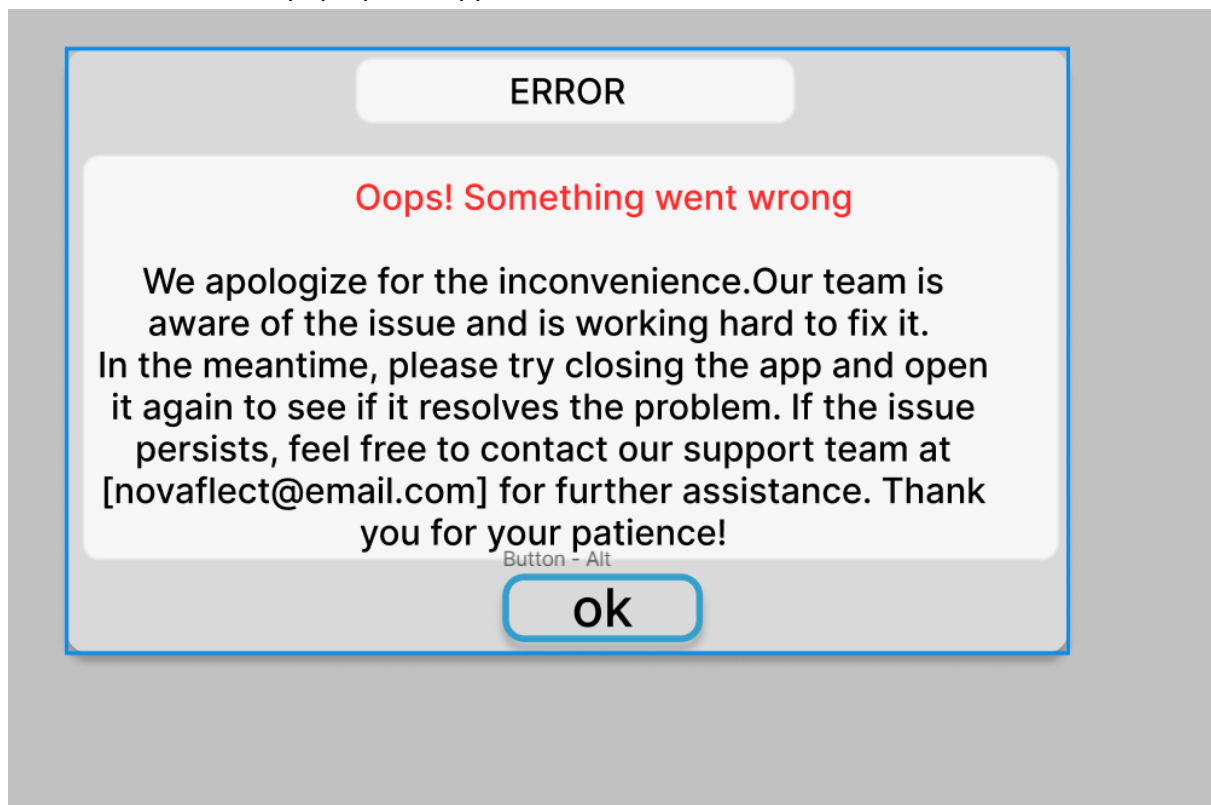 ERROR
Oops! Something went wrong
We apologize for the inconvenience.Our team is
aware of the issue and is working hard to fix it.
In the meantime, please try closing the app and open
it again to see if it resolves the problem. If the issue
persists, feel free to contact our support team at
[novaflect@email.com] for further assistance. Thank
you for your patience!
Button - Alt
ok